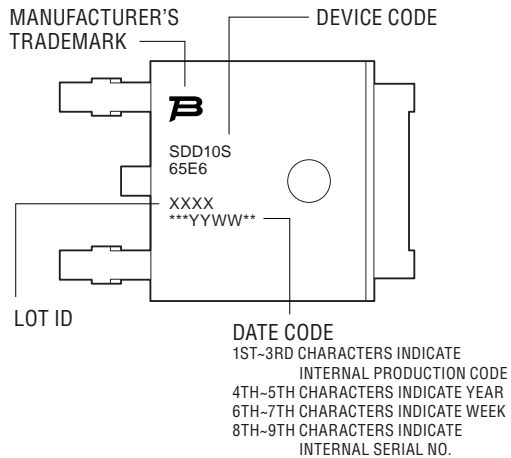 MANUFACTURER'S
TRADEMARK
DEVICE CODE
B
SDD10S
65E6
XXXX
***YYWW**
LOT ID
DATE CODE
1ST~3RD CHARACTERS INDICATE
INTERNAL PRODUCTION CODE
4TH~5TH CHARACTERS INDICATE YEAR
6TH~7TH CHARACTERS INDICATE WEEK
8TH~9TH CHARACTERS INDICATE
INTERNAL SERIAL NO.